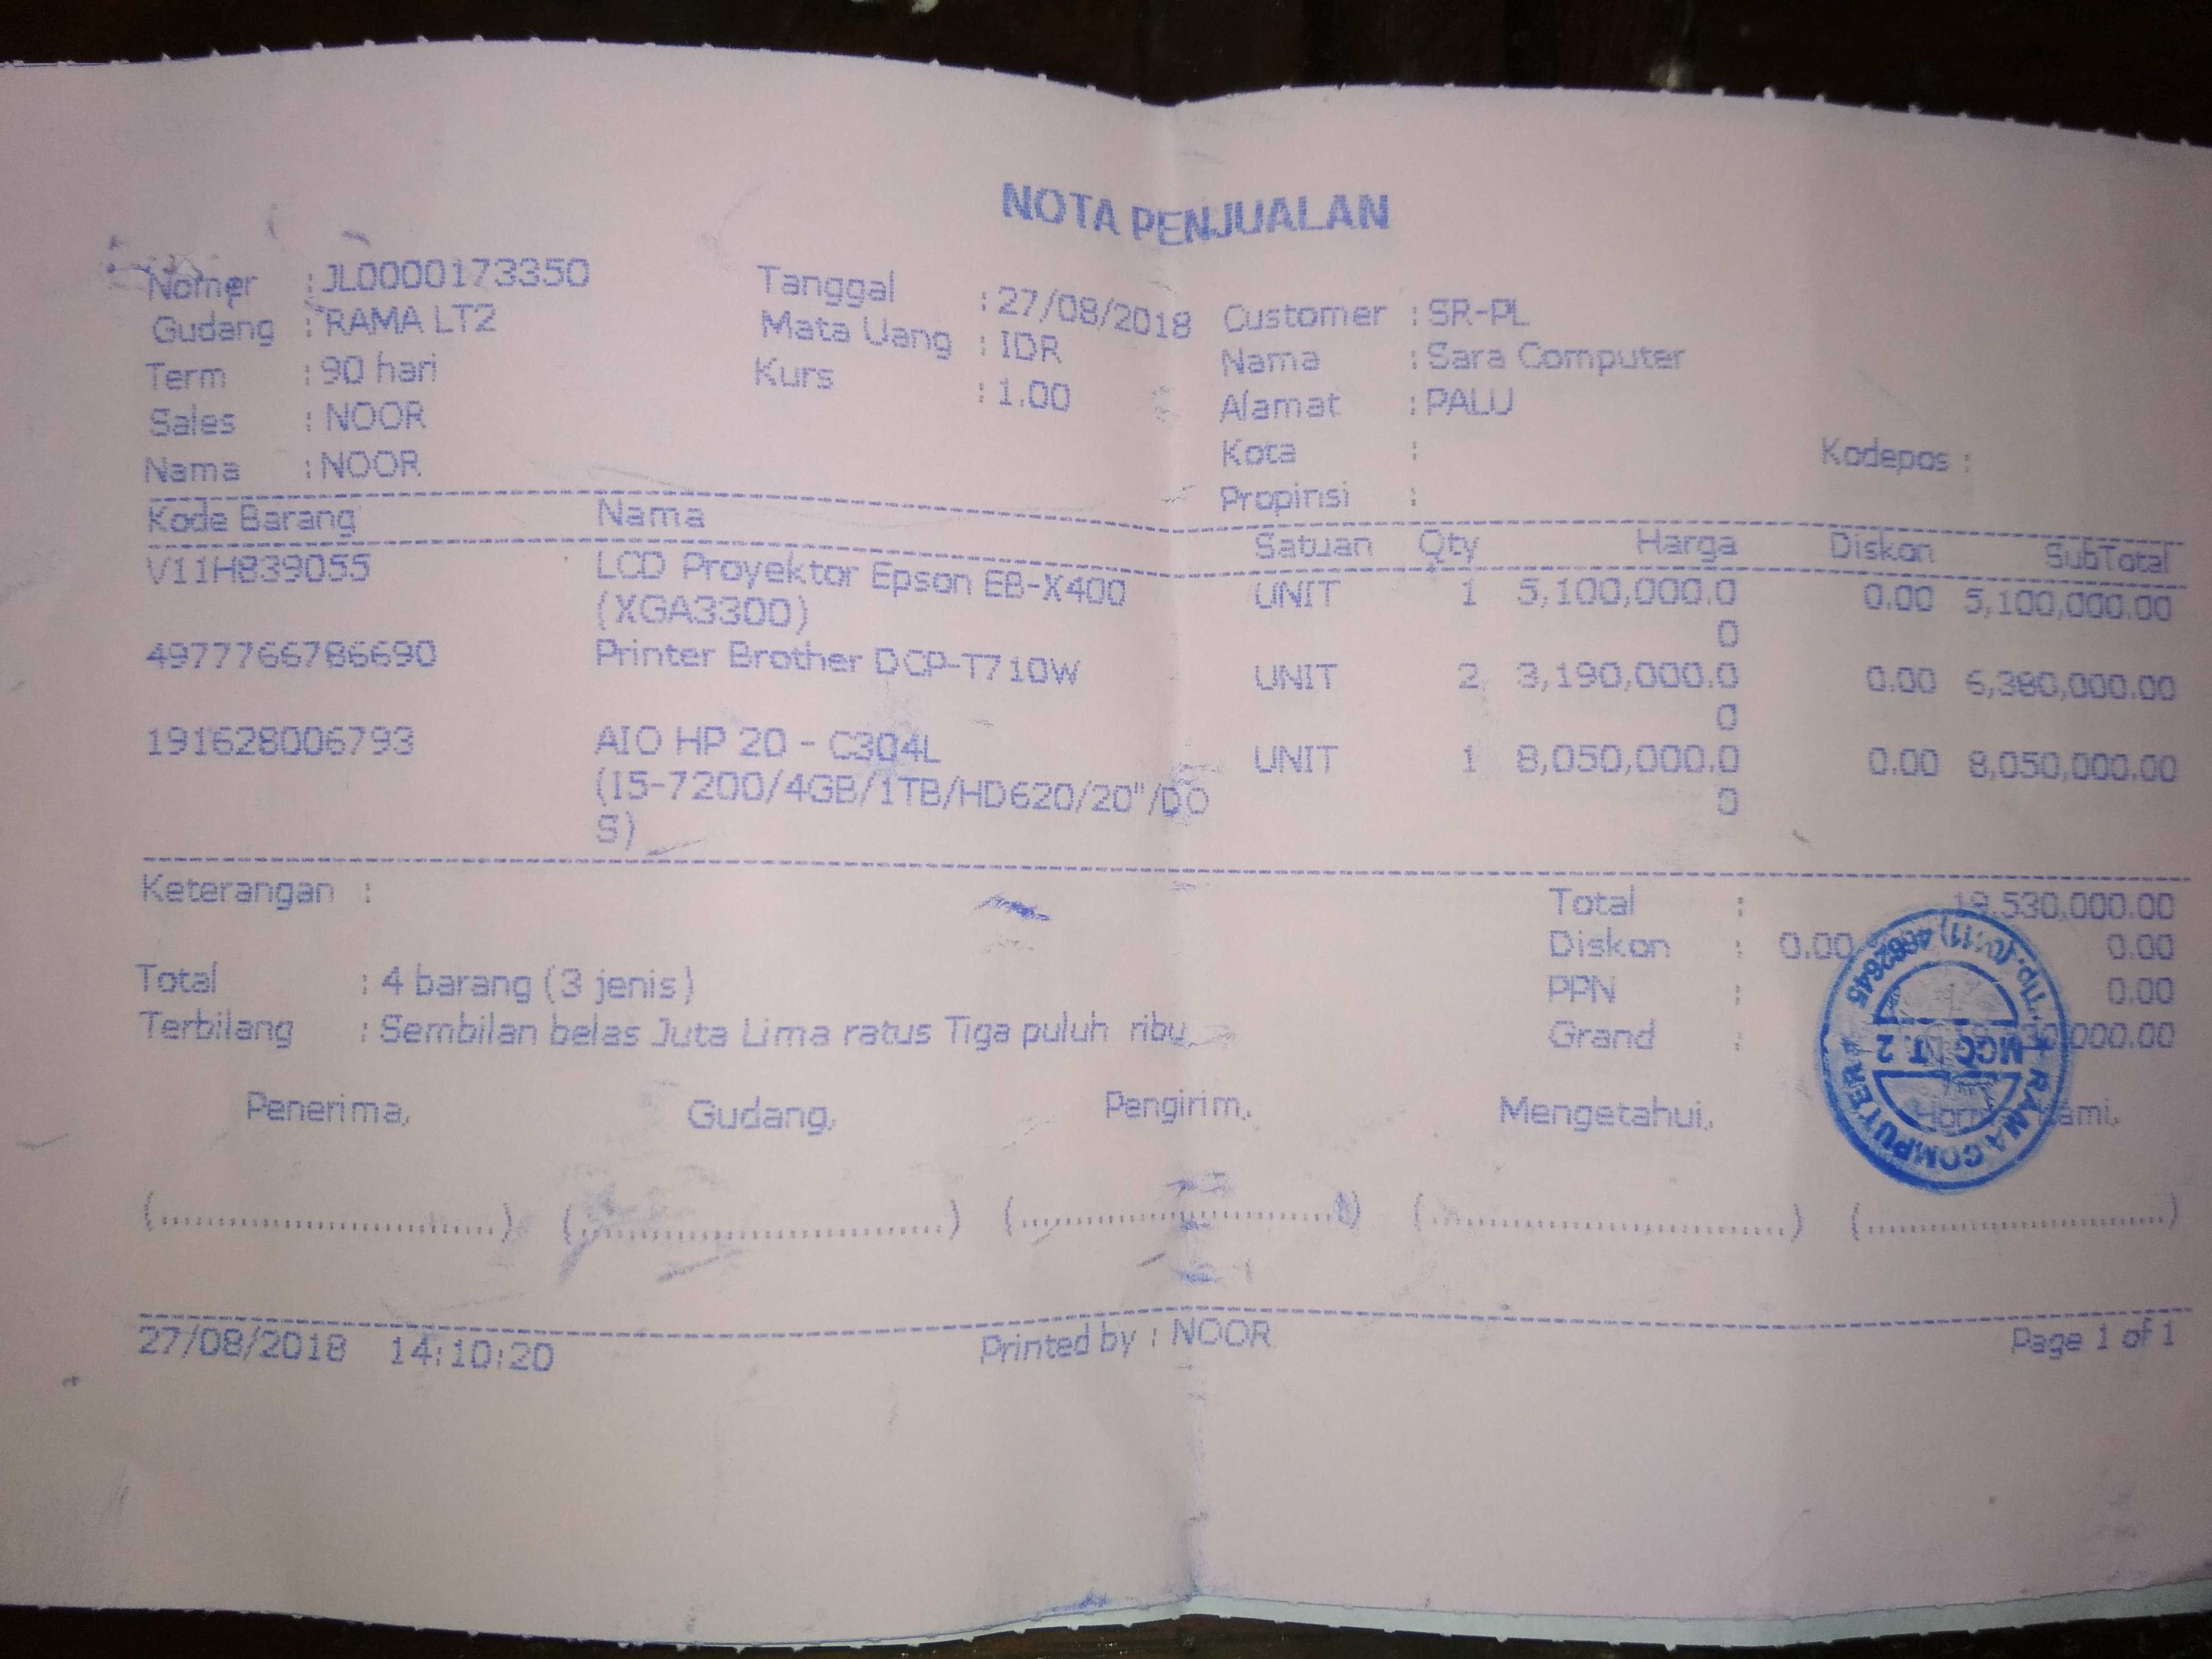 NOTA PENJUALAN
Nomer : JL0000173350 Tanggal : 27/08/2018 Customer : SR-PL
Gudang : RAMA LT2 Mata Uang : IDR Nama : Sara Computer
Term : 90 hari Kurs : 1.00 Alamat : PALU
Sales : NOOR Kota : Kodepos :
Nama : NOOR Propinsi :
Kode Barang Nama Satuan Qty Harga Diskon SubTotal
V11H839055 LCD Proyektor Epson EB-X400 UNIT 1 5,100,000.0 0.00 5,100,000.00
(XGA3300) 0
4977766786690 Printer Brother DCP-T710W UNIT 2 3,190,000.0 0.00 6,380,000.00
0
191628006793 AIO HP 20 - C304L UNIT 1 8,050,000.0 0.00 8,050,000.00
(I5-7200/4GB/1TB/HD620/20"/DO 0
S)
Keterangan : Total : 19,530,000.00
Diskon : 0.00 0.00
Total : 4 barang (3 jenis) PPN : 0.00
Terbilang : Sembilan belas Juta Lima ratus Tiga puluh ribu Grand :
Penerima, Gudang, Pengirim, Mengetahui, Hormat Kami,
(..............................) (..............................) (..............................) (..............................) (..............................)
RAMA COMPUTER
MGC LT. 2
27/08/2018 14:10:20 Printed by : NOOR Page 1 of 1